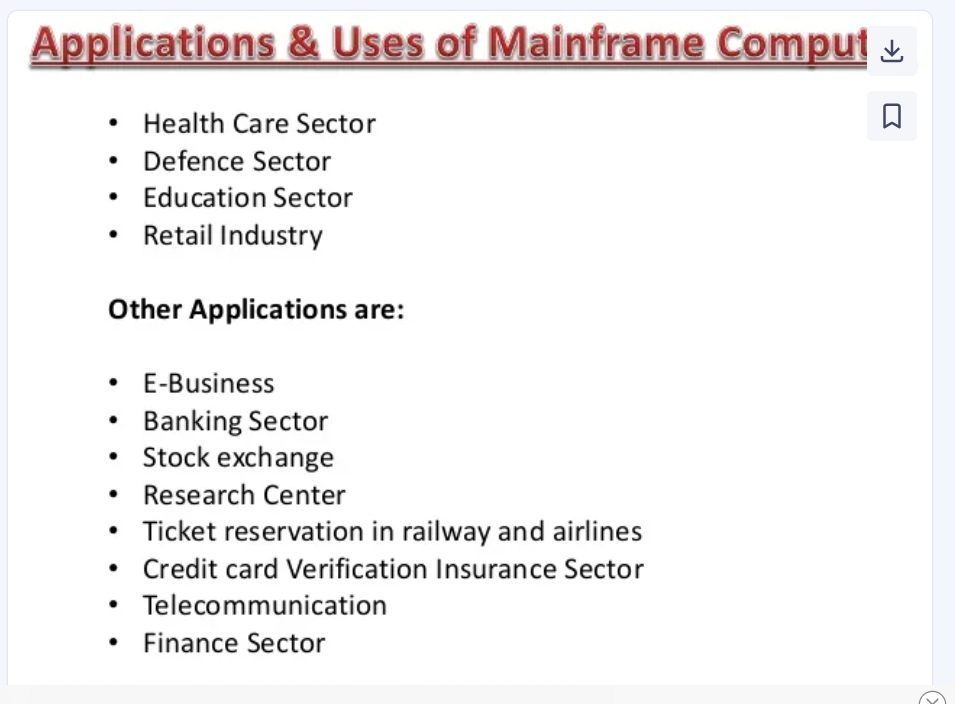 Applications & Uses of Mainframe Comput
• Health Care Sector
• Defence Sector
• Education Sector
• Retail Industry
Other Applications are:
• E-Business
• Banking Sector
• Stock exchange
• Research Center
• Ticket reservation in railway and airlines
• Credit card Verification Insurance Sector
• Telecommunication
• Finance Sector